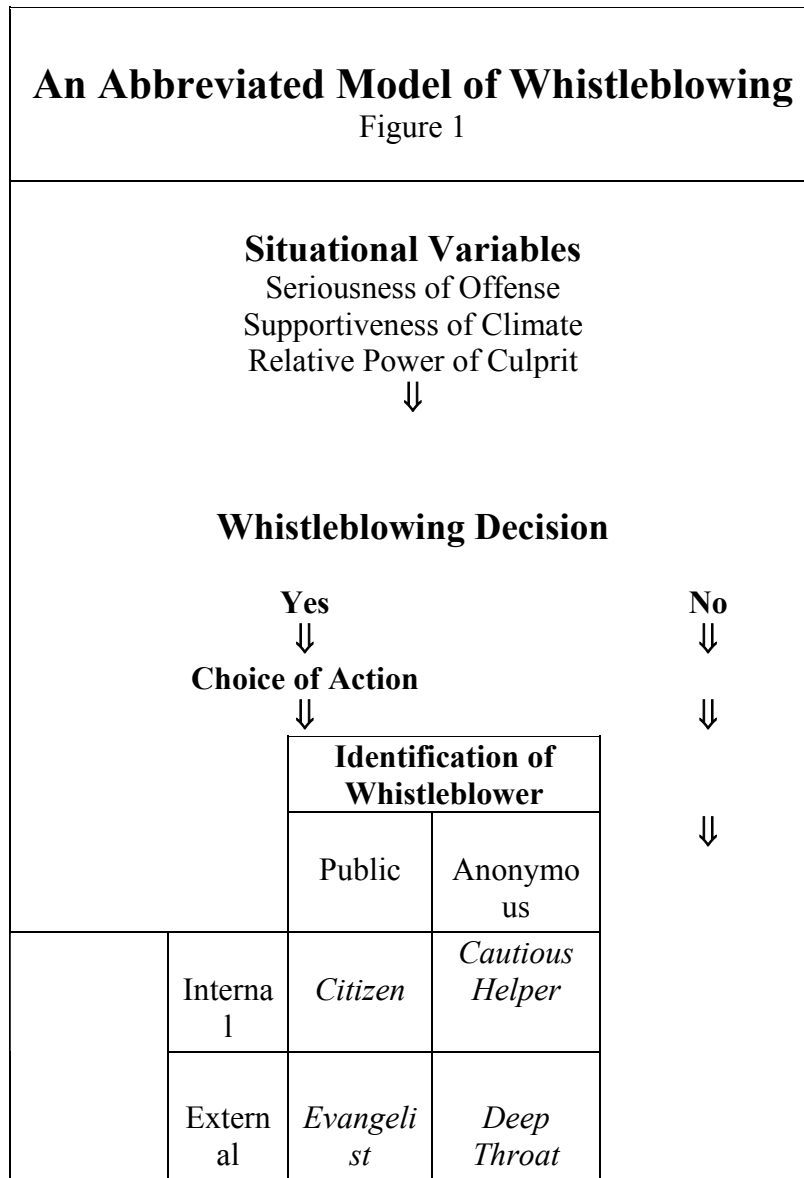 An Abbreviated Model of Whistleblowing
Figure 1
Situational Variables
Seriousness of Offense
Supportiveness of Climate
Relative Power of Culprit
⇓
Whistleblowing Decision
Yes No
⇓ ⇓
Choice of Action
⇓ ⇓
Identification of
Whistleblower
⇓
Public Anonymo
us
Interna
l
Citizen
Cautious
Helper
Extern
al
Evangeli
st
Deep
Throat